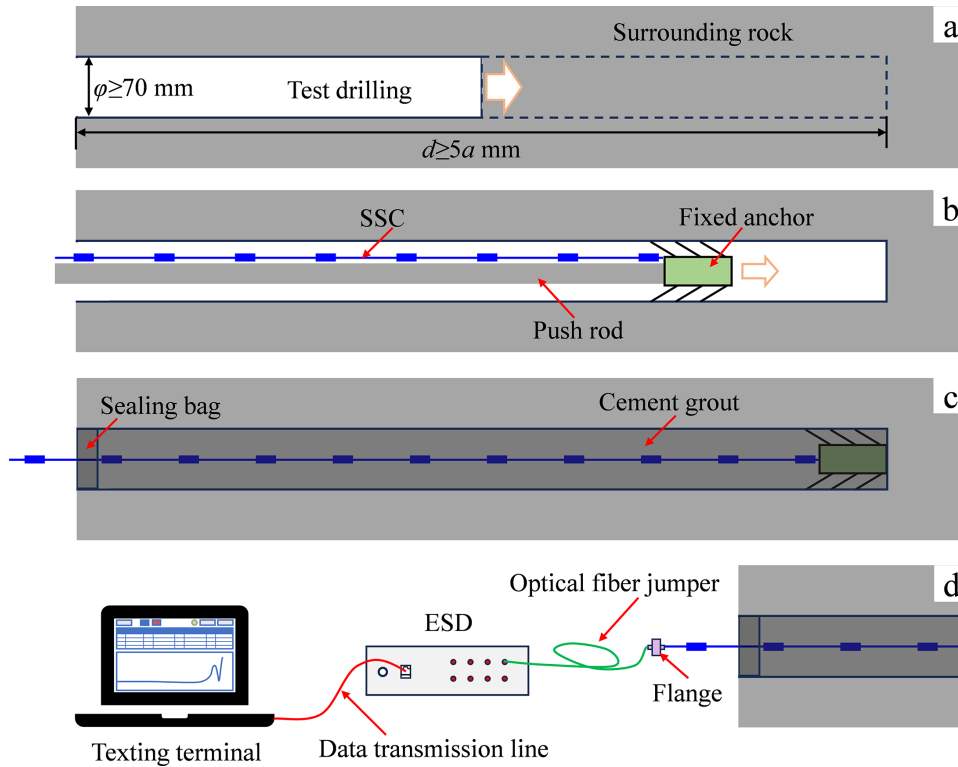 a
Surrounding rock
φ≥70 mm
Test drilling
d≥5a mm
b
SSC
Fixed anchor
Push rod
c
Sealing bag
Cement grout
d
Optical fiber jumper
ESD
Flange
Texting terminal
Data transmission line